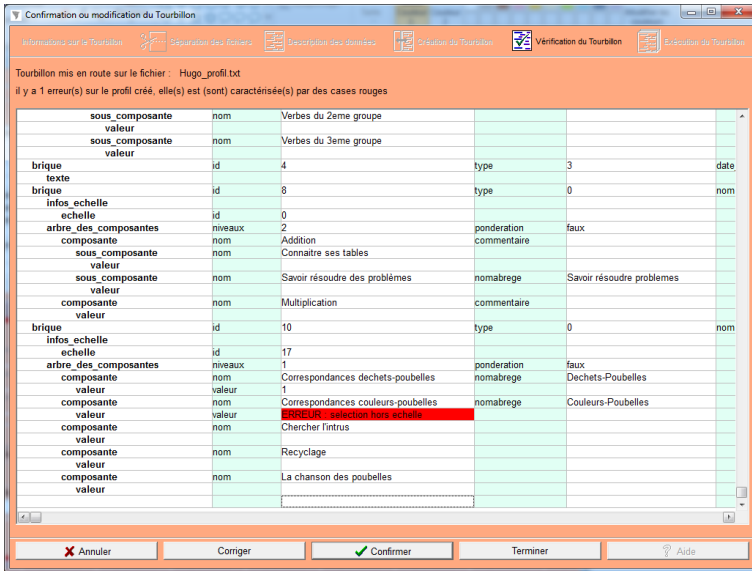 Confirmation ou modification du Tourbillon
Informations sur le Tourbillon Séparation des fichiers Description des données Création du Tourbillon Vérification du Tourbillon Exécution du Tourbillon
Tourbillon mis en route sur le fichier : Hugo_profil.txt
il y a 1 erreur(s) sur le profil créé, elle(s) est (sont) caractérisée(s) par des cases rouges
sous_composante nom Verbes du 2eme groupe
valeur
sous_composante nom Verbes du 3eme groupe
valeur
brique id 4 type 3 date_
texte
brique id 8 type 0 nom
infos_echelle
echelle id 0
arbre_des_composantes niveaux 2 ponderation faux
composante nom Addition commentaire
sous_composante nom Connaitre ses tables
valeur
sous_composante nom Savoir résoudre des problèmes nomabrege Savoir résoudre problemes
valeur
composante nom Multiplication commentaire
valeur
brique id 10 type 0 nom
infos_echelle
echelle id 17
arbre_des_composantes niveaux 1 ponderation faux
composante nom Correspondances dechets-poubelles nomabrege Dechets-Poubelles
valeur valeur 1
composante nom Correspondances couleurs-poubelles nomabrege Couleurs-Poubelles
valeur valeur ERREUR : selection hors echelle
composante nom Chercher l'intrus
valeur
composante nom Recyclage
valeur
composante nom La chanson des poubelles
valeur
Annuler Corriger Confirmer Terminer Aide